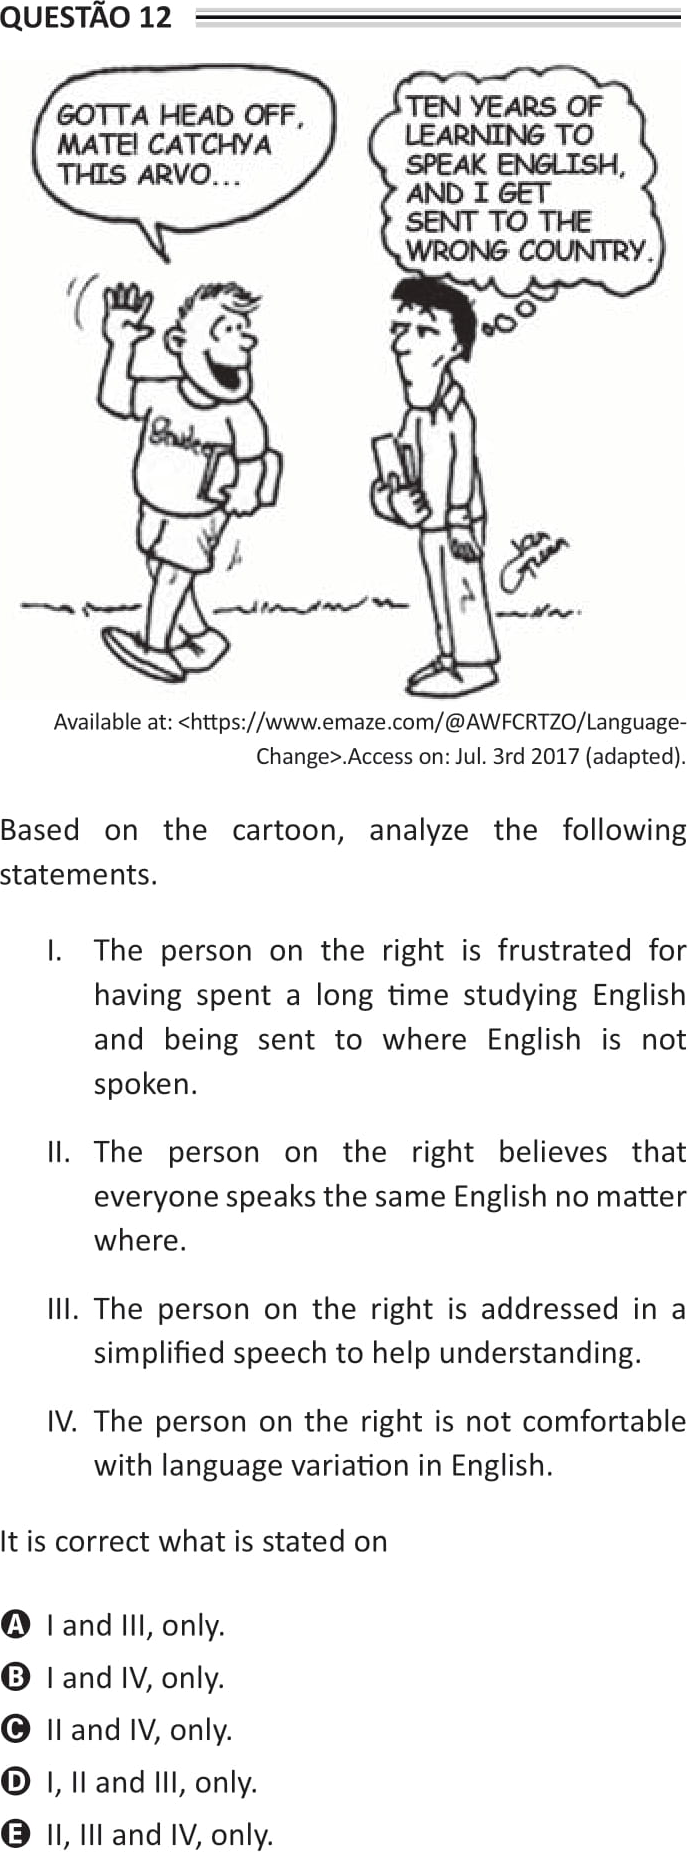 QUESTÃO 12
GOTTA HEAD OFF,
MATE! CATCHYA
THIS ARVO...
TEN YEARS OF
LEARNING TO
SPEAK ENGLISH,
AND I GET
SENT TO THE
WRONG COUNTRY.
Student
Ian
Green
Available at: <https://www.emaze.com/@AWFCRTZO/Language-
Change>.Access on: Jul. 3rd 2017 (adapted).
Based on the cartoon, analyze the following
statements.
I. The person on the right is frustrated for
having spent a long time studying English
and being sent to where English is not
spoken.
II. The person on the right believes that
everyone speaks the same English no matter
where.
III. The person on the right is addressed in a
simplified speech to help understanding.
IV. The person on the right is not comfortable
with language variation in English.
It is correct what is stated on
A I and III, only.
B I and IV, only.
C II and IV, only.
D I, II and III, only.
E II, III and IV, only.